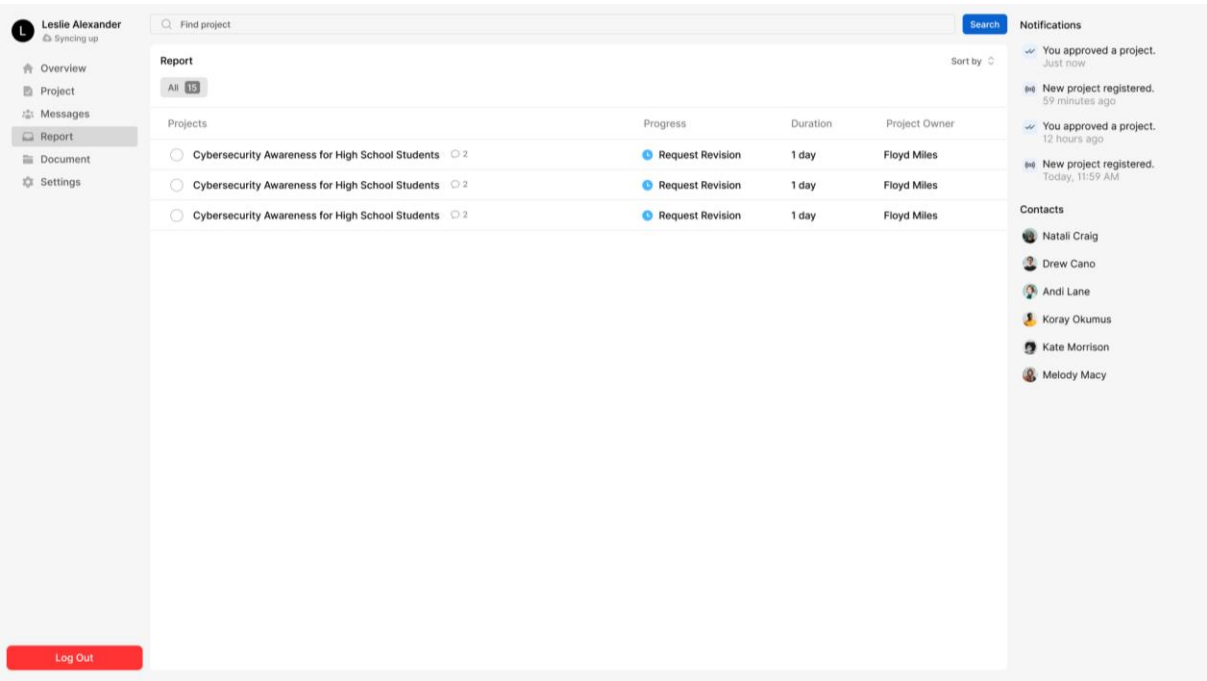 L
Leslie Alexander
Syncing up
Overview
Project
Messages
Report
Document
Settings
Log Out
Find project
Search
Report
Sort by
All 15
Projects Progress Duration Project Owner
Cybersecurity Awareness for High School Students 2 Request Revision 1 day Floyd Miles
Cybersecurity Awareness for High School Students 2 Request Revision 1 day Floyd Miles
Cybersecurity Awareness for High School Students 2 Request Revision 1 day Floyd Miles
Notifications
You approved a project.
Just now
New project registered.
59 minutes ago
You approved a project.
12 hours ago
New project registered.
Today, 11:59 AM
Contacts
Natali Craig
Drew Cano
Andi Lane
Koray Okumus
Kate Morrison
Melody Macy